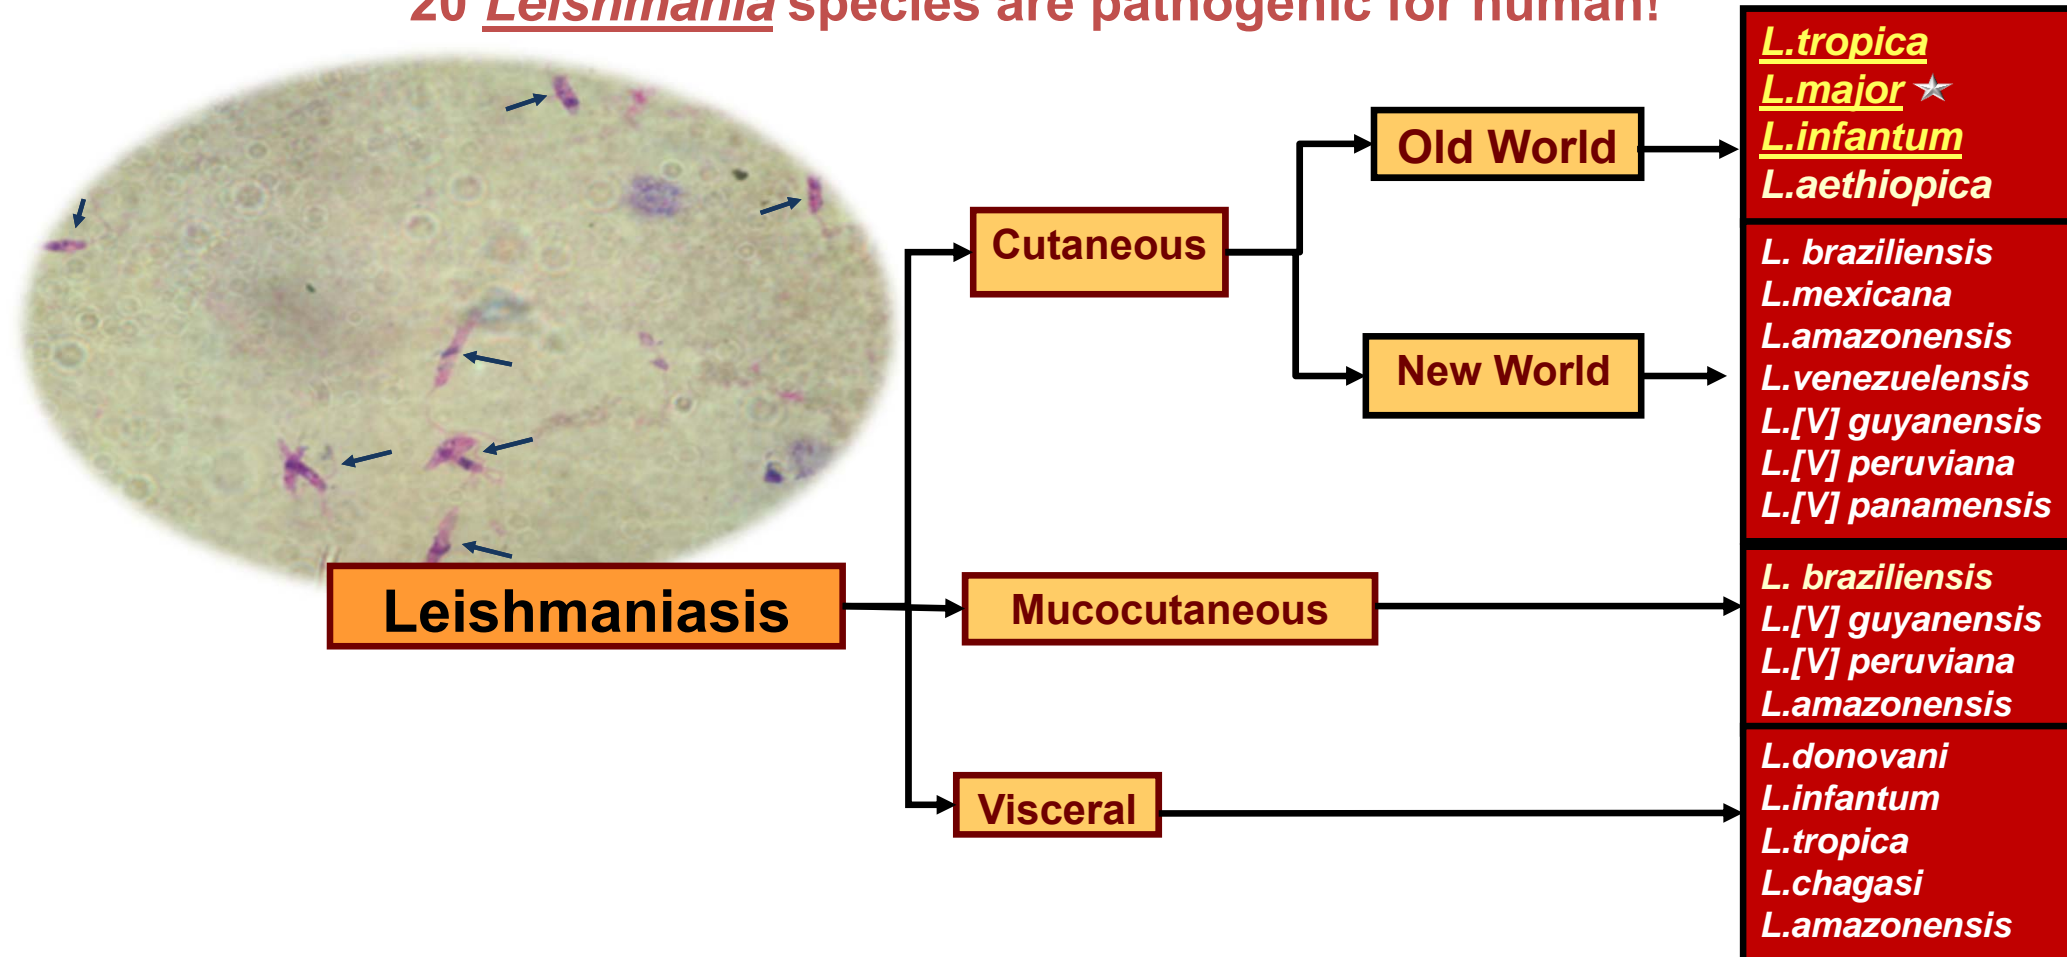 20 Leishmania species are pathogenic for human!
Leishmaniasis
Cutaneous
Mucocutaneous
Visceral
Old World
New World
L.tropica
L.major
L.infantum
L.aethiopica
L. braziliensis
L.mexicana
L.amazonensis
L.venezuelensis
L.[V] guyanensis
L.[V] peruviana
L.[V] panamensis
L. braziliensis
L.[V] guyanensis
L.[V] peruviana
L.amazonensis
L.donovani
L.infantum
L.tropica
L.chagasi
L.amazonensis